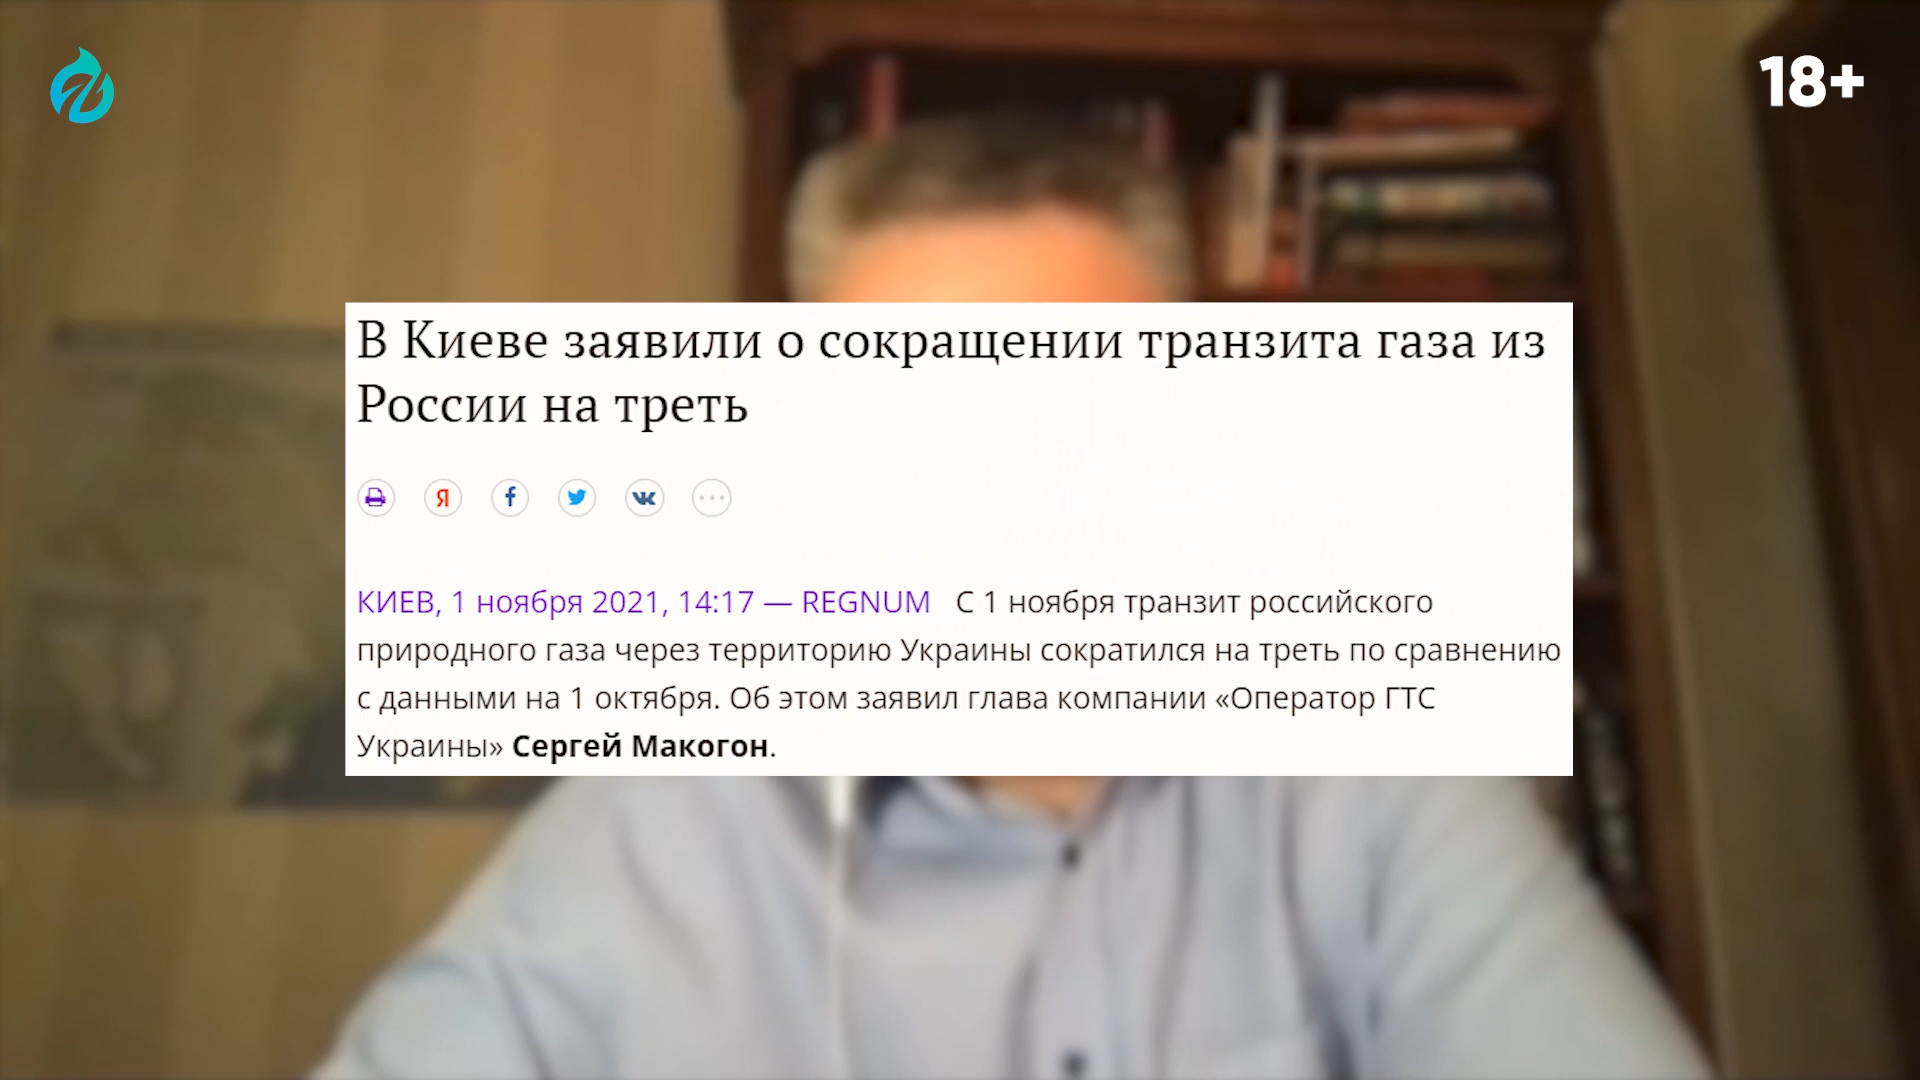 18+
В Киеве заявили о сокращении транзита газа из
России на треть
КИЕВ, 1 ноября 2021, 14:17 — REGNUM С 1 ноября транзит российского
природного газа через территорию Украины сократился на треть по сравнению
с данными на 1 октября. Об этом заявил глава компании «Оператор ГТС
Украины» Сергей Макогон.